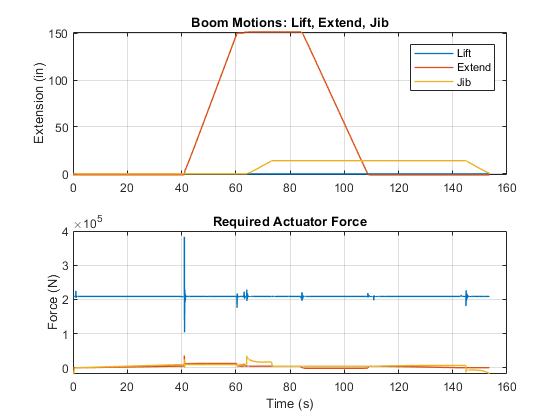 Boom Motions: Lift, Extend, Jib
Extension (in)
150
100
50
0
0 20 40 60 80 100 120 140 160
Lift
Extend
Jib
Required Actuator Force
×10⁵
Force (N)
4
3
2
1
0
0 20 40 60 80 100 120 140 160
Time (s)